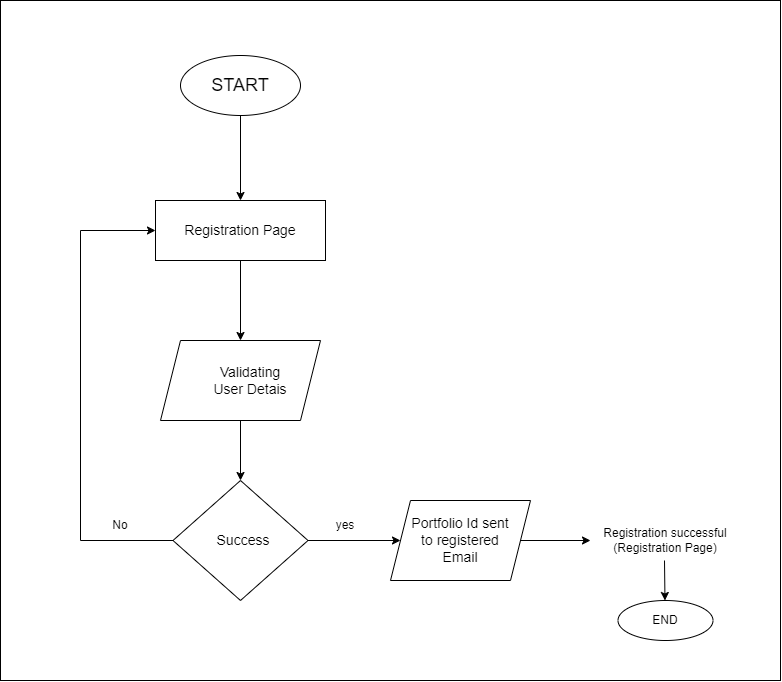 START
Registration Page
Validating
User Detais
Success
No
yes
Portfolio Id sent
to registered
Email
Registration successful
(Registration Page)
END